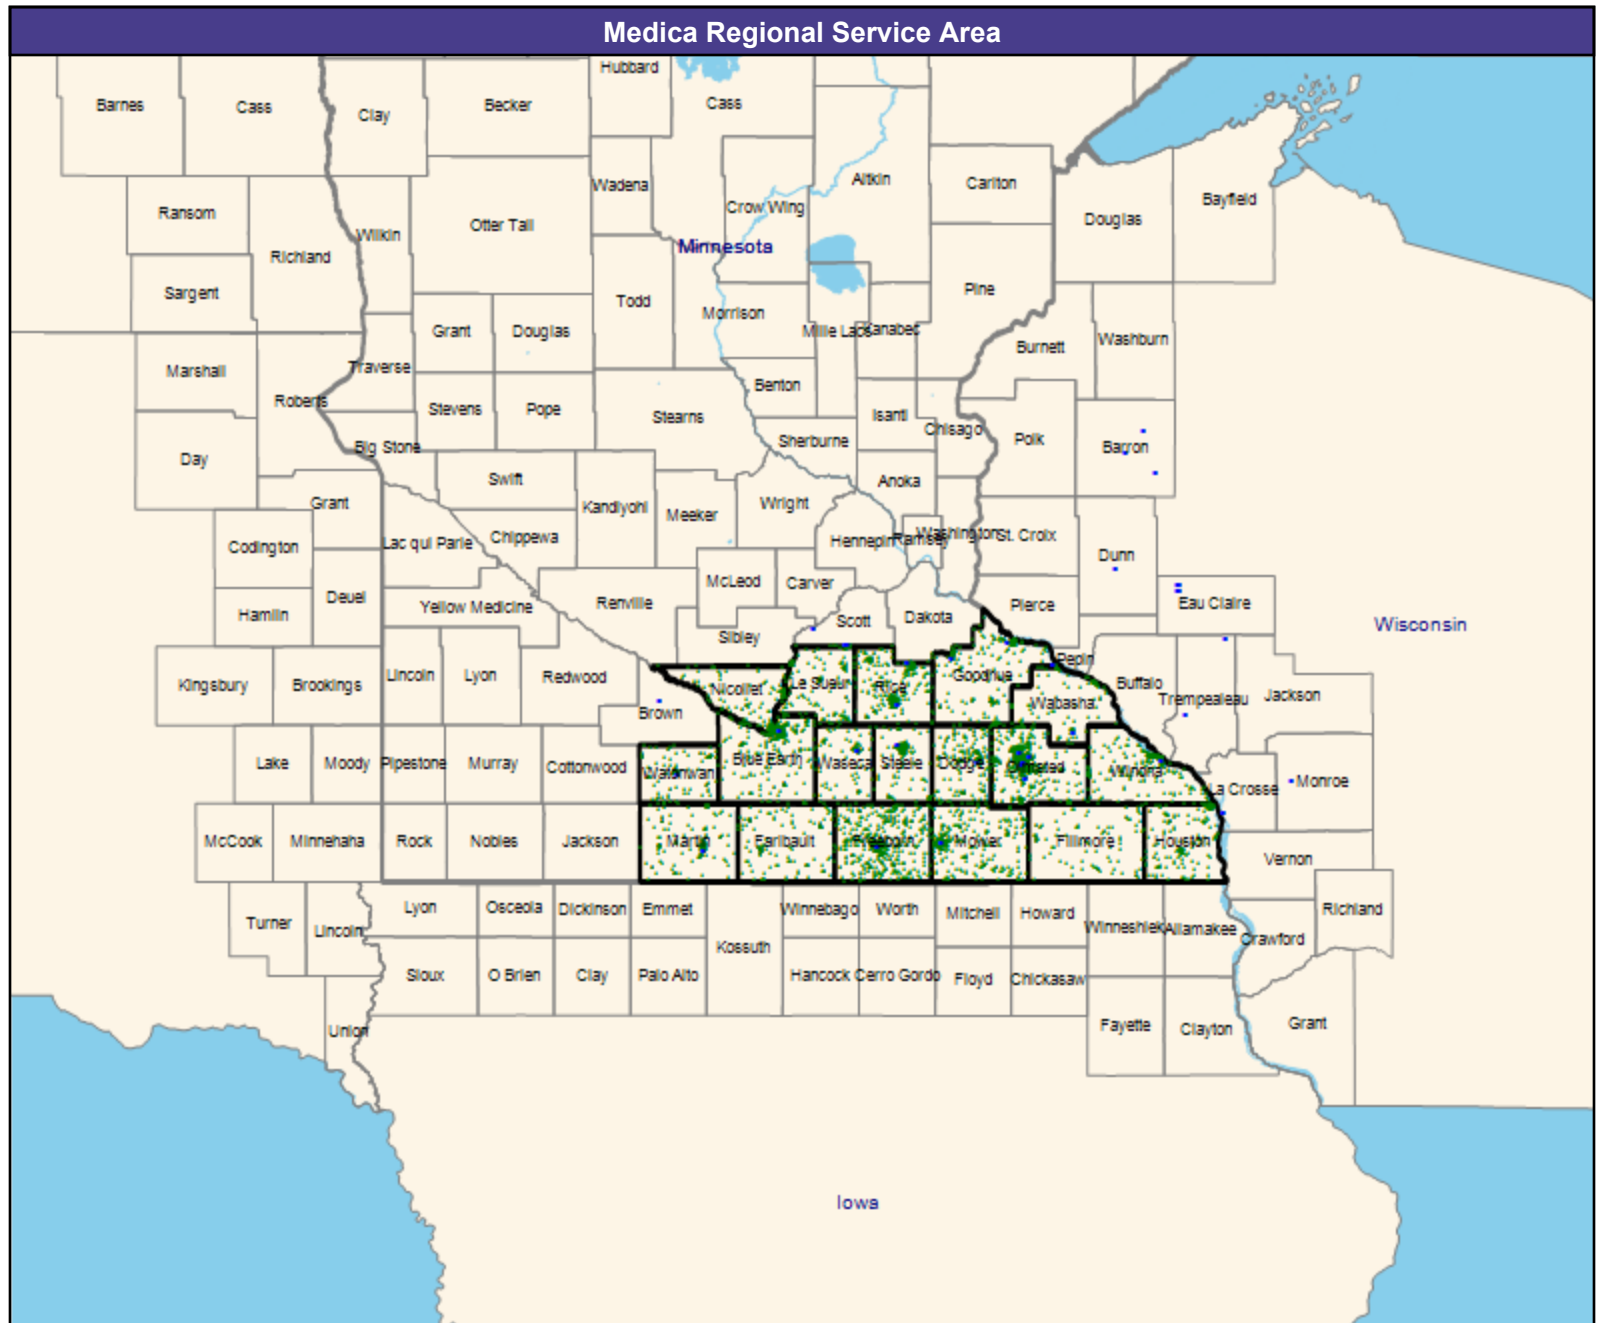 Medica Regional Service Area
Hubbard
Barnes
Cass
Clay
Becker
Cass
Wadena
Aitkin
Carlton
Ransom
Crow Wing
Bayfield
Douglas
Wilkin
Otter Tail
Minnesota
Richland
Sargent
Todd
Pine
Morrison
Grant
Douglas
Mille Lacs
Kanabec
Burnett
Washburn
Marshall
Traverse
Roberts
Benton
Stevens
Pope
Stearns
Isanti
Chisago
Polk
Barron
Big Stone
Sherburne
Day
Swift
Anoka
Grant
Kandiyohi
Meeker
Wright
Codington
Lac qui Parle
Chippewa
Hennepin
Ramsey
Washington
St. Croix
Dunn
McLeod
Carver
Hamlin
Deuel
Yellow Medicine
Renville
Sibley
Scott
Dakota
Pierce
Eau Claire
Wisconsin
Kingsbury
Brookings
Lincoln
Lyon
Redwood
Brown
Nicollet
Le Sueur
Rice
Goodhue
Wabasha
Pepin
Buffalo
Trempealeau
Jackson
Lake
Moody
Pipestone
Murray
Cottonwood
Watonwan
Blue Earth
Waseca
Steele
Dodge
Olmsted
Winona
La Crosse
Monroe
McCook
Minnehaha
Rock
Nobles
Jackson
Martin
Faribault
Freeborn
Mower
Fillmore
Houston
Vernon
Turner
Lincoln
Lyon
Osceola
Dickinson
Emmet
Kossuth
Winnebago
Worth
Mitchell
Howard
Winneshiek
Allamakee
Crawford
Richland
Sioux
O Brien
Clay
Palo Alto
Hancock
Cerro Gordo
Floyd
Chickasaw
Union
Fayette
Clayton
Grant
Iowa